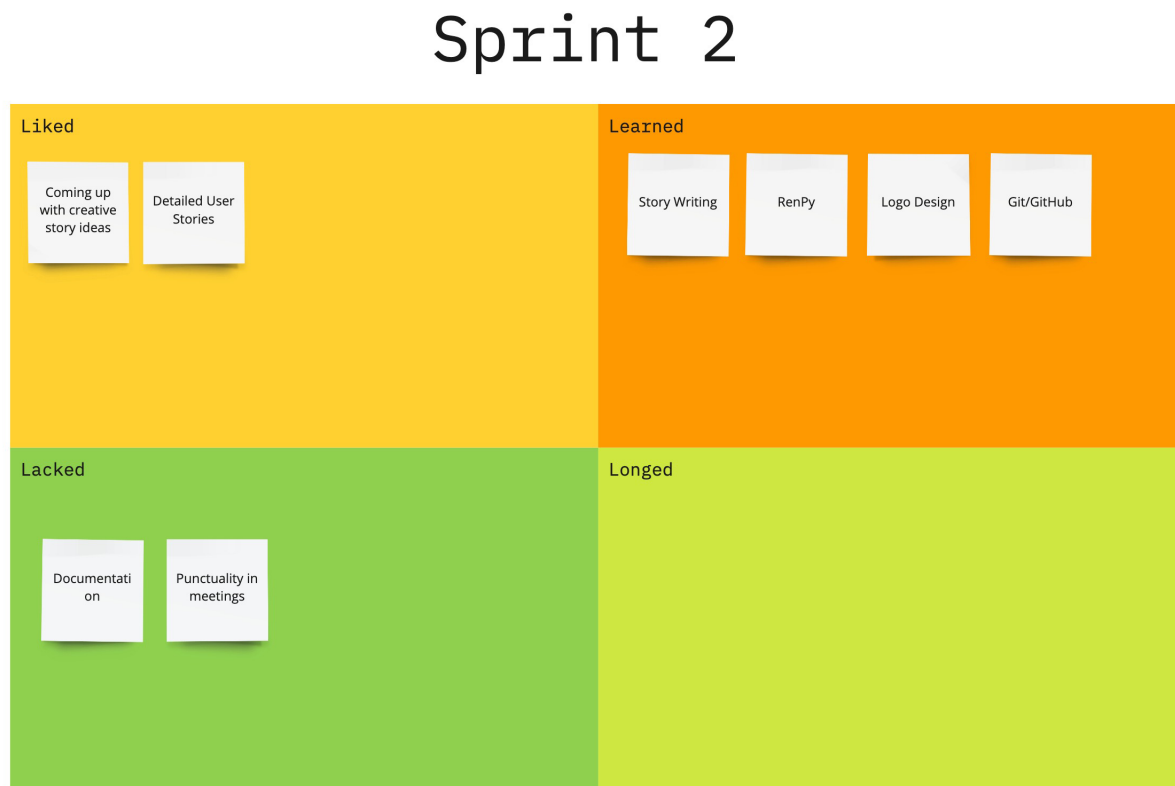 Sprint 2
Liked
Coming up
with creative
story ideas
Detailed User
Stories
Learned
Story Writing
RenPy
Logo Design
Git/GitHub
Lacked
Documentati
on
Punctuality in
meetings
Longed